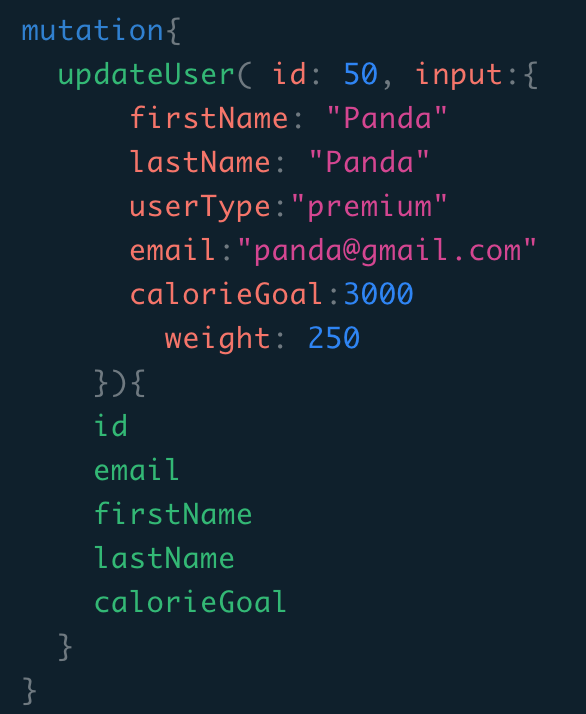 mutation{
updateUser( id: 50, input:{
firstName: "Panda"
lastName: "Panda"
userType:"premium"
email:"panda@gmail.com"
calorieGoal:3000
weight: 250
}){
id
email
firstName
lastName
calorieGoal
}
}